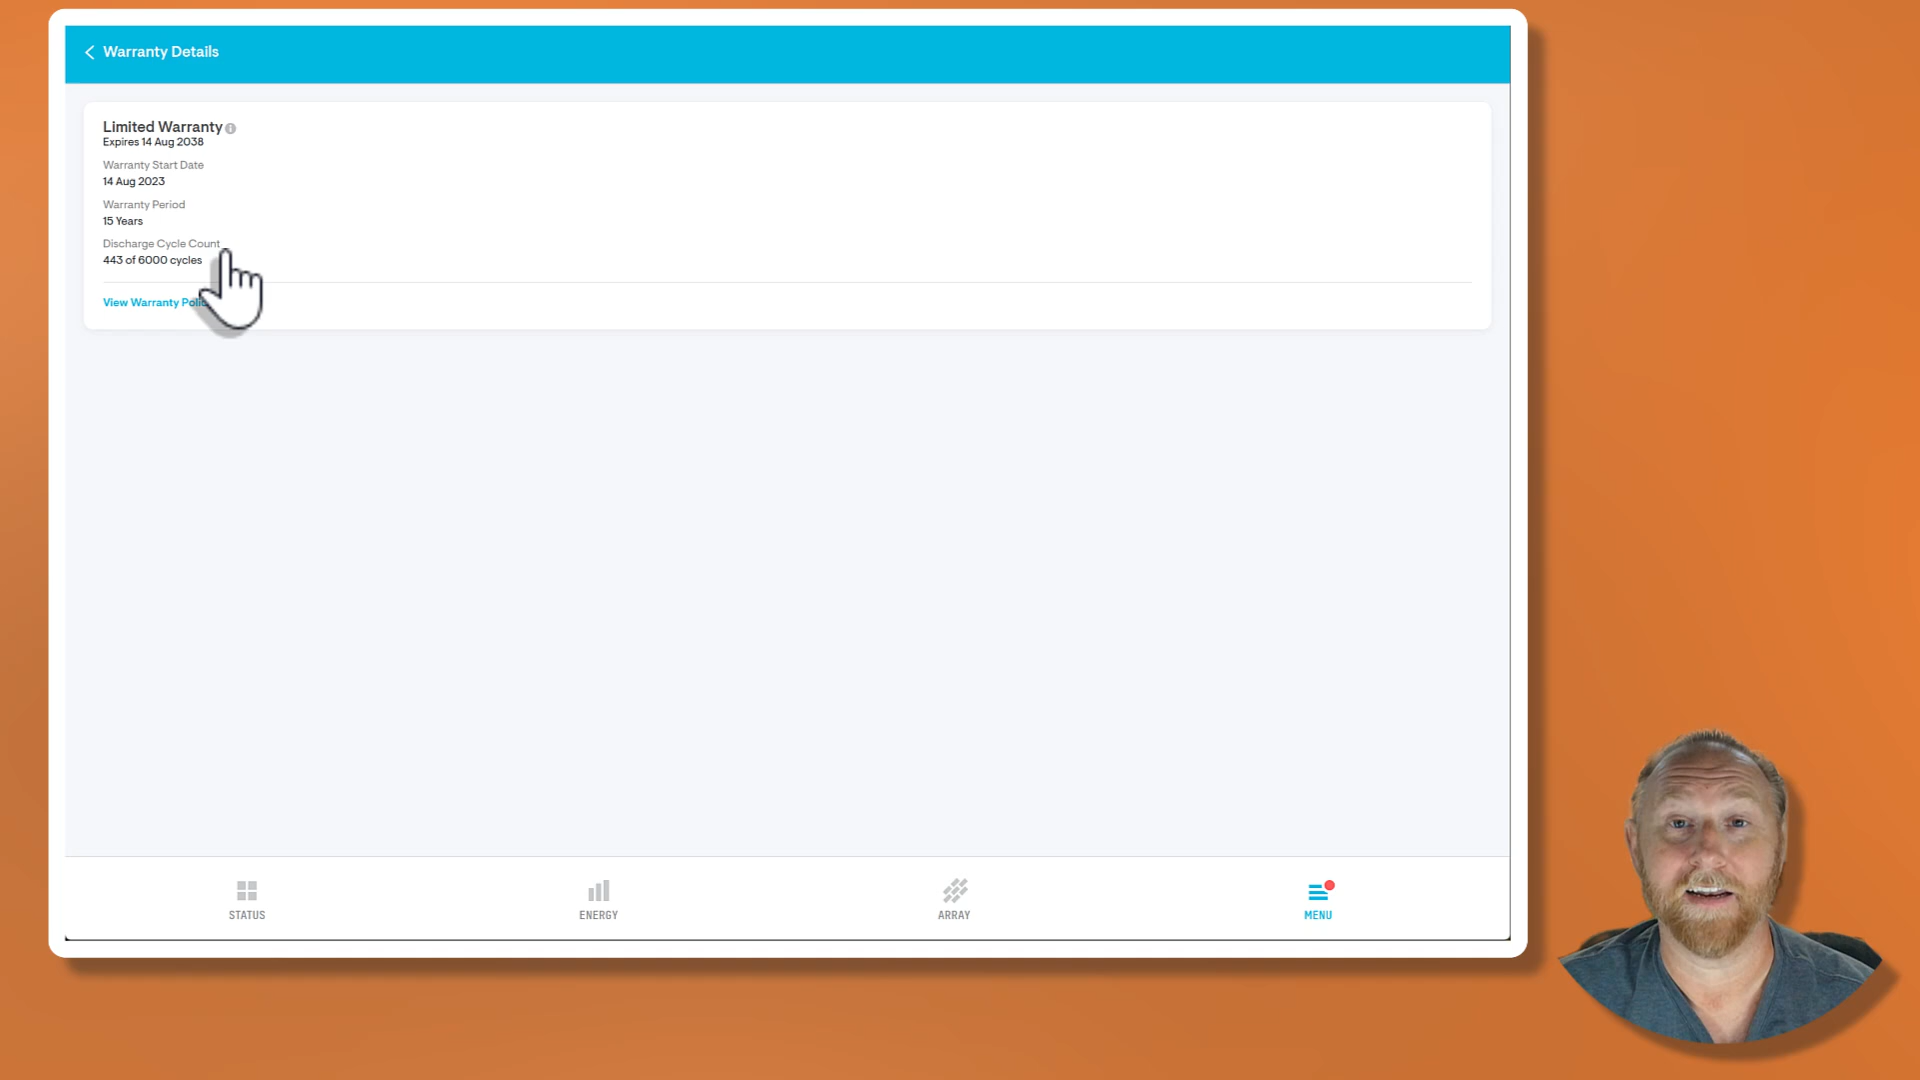 Warranty Details
Limited Warranty
Expires 14 Aug 2038
Warranty Start Date
14 Aug 2023
Warranty Period
15 Years
Discharge Cycle Count
443 of 6000 cycles
View Warranty
STATUS
ENERGY
ARRAY
MENU